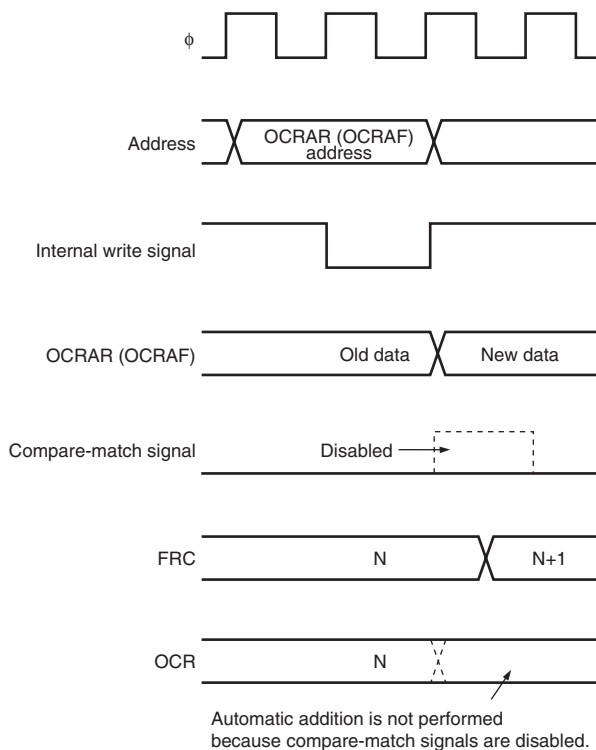 ϕ
Address
OCRAR (OCRAF)
address
Internal write signal
OCRAR (OCRAF)
Old data
New data
Compare-match signal
Disabled
FRC
N
N+1
OCR
N
Automatic addition is not performed
because compare-match signals are disabled.